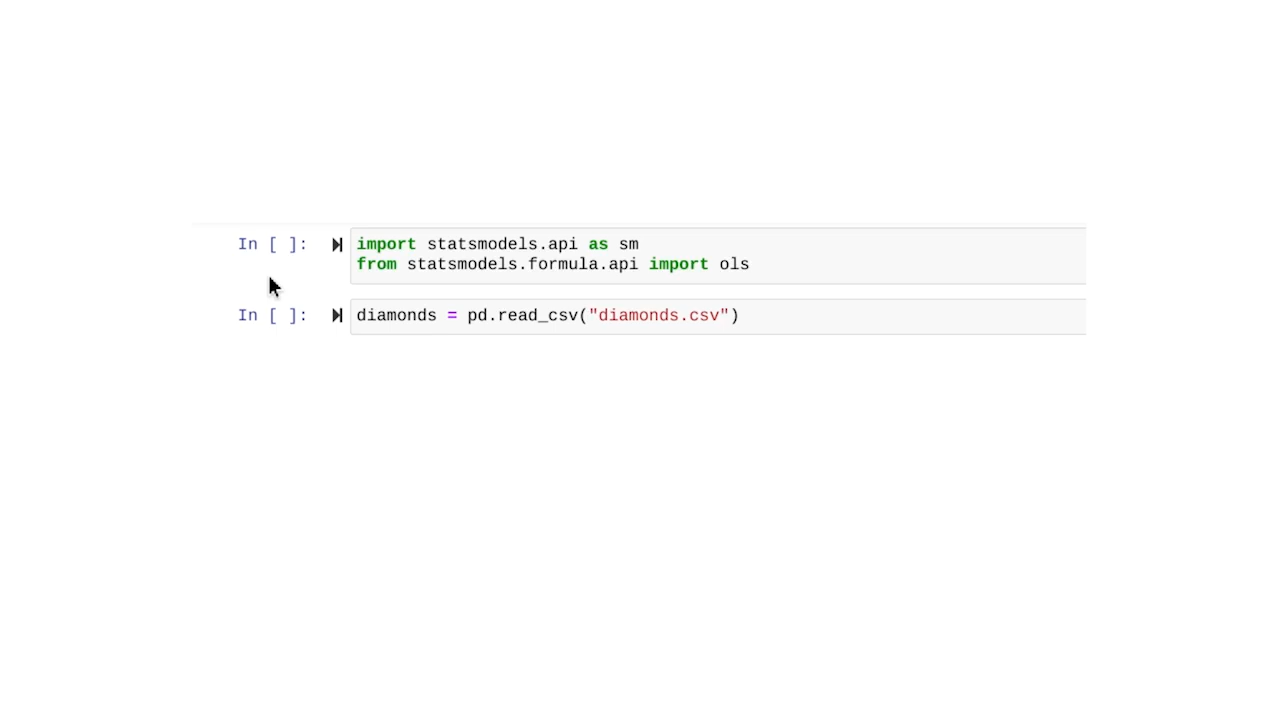 In [ ]: import statsmodels.api as sm
from statsmodels.formula.api import ols
In [ ]: diamonds = pd.read_csv("diamonds.csv")